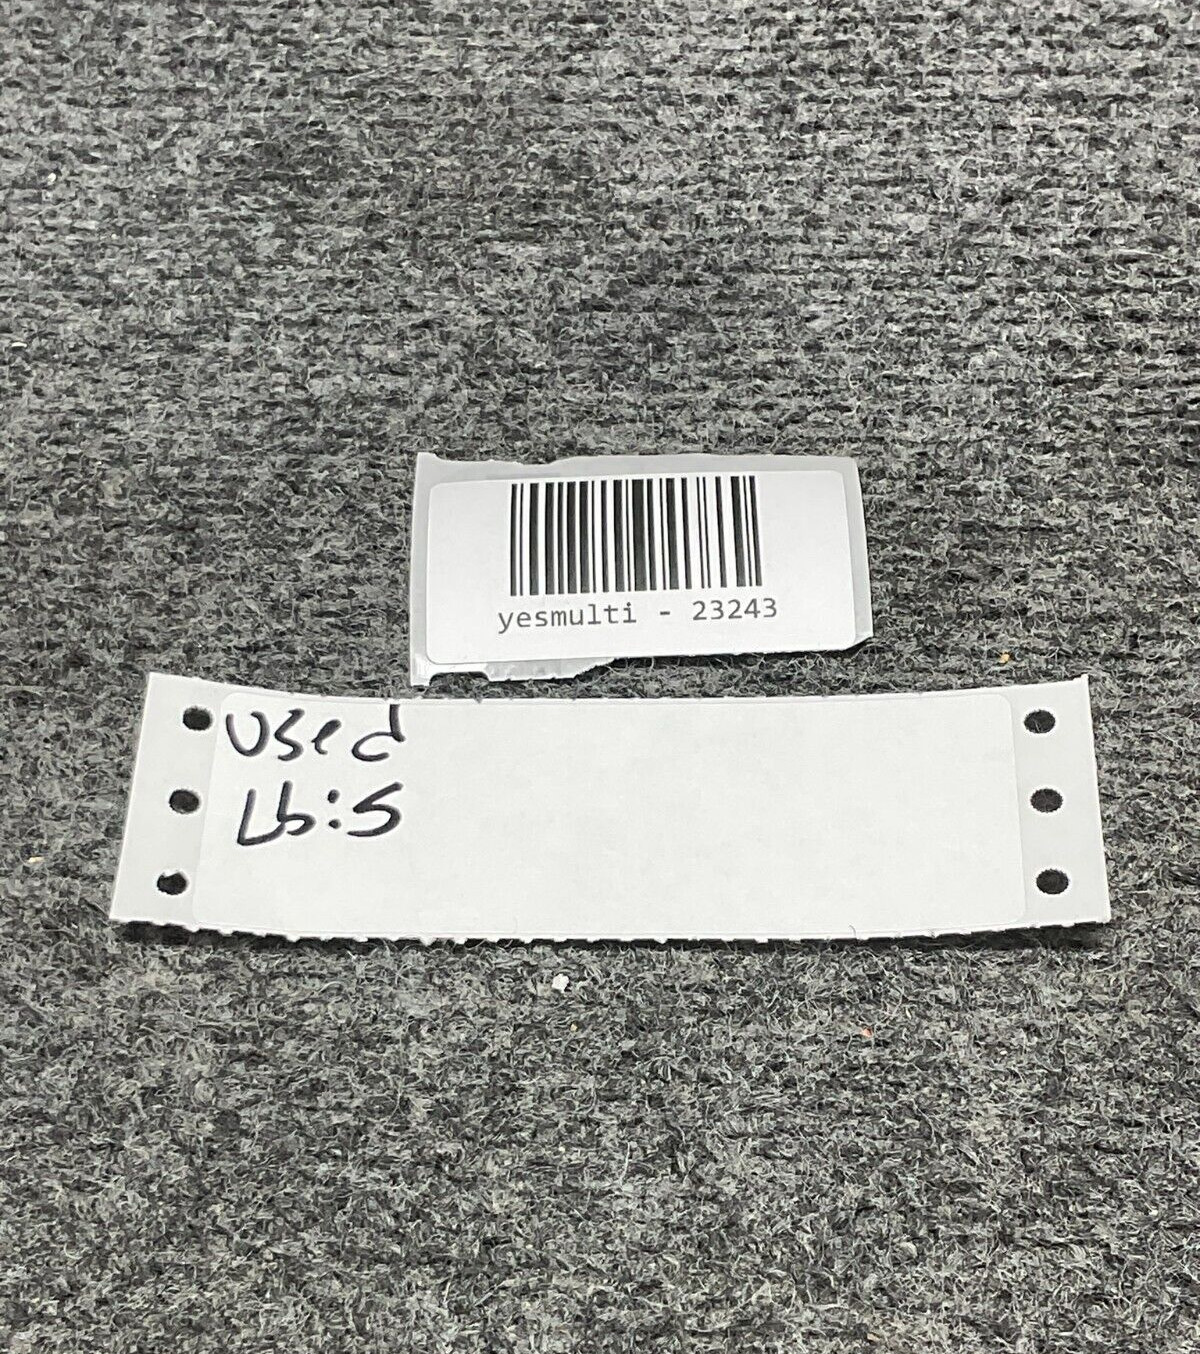 yesmulti - 23243
Used
Lb:5